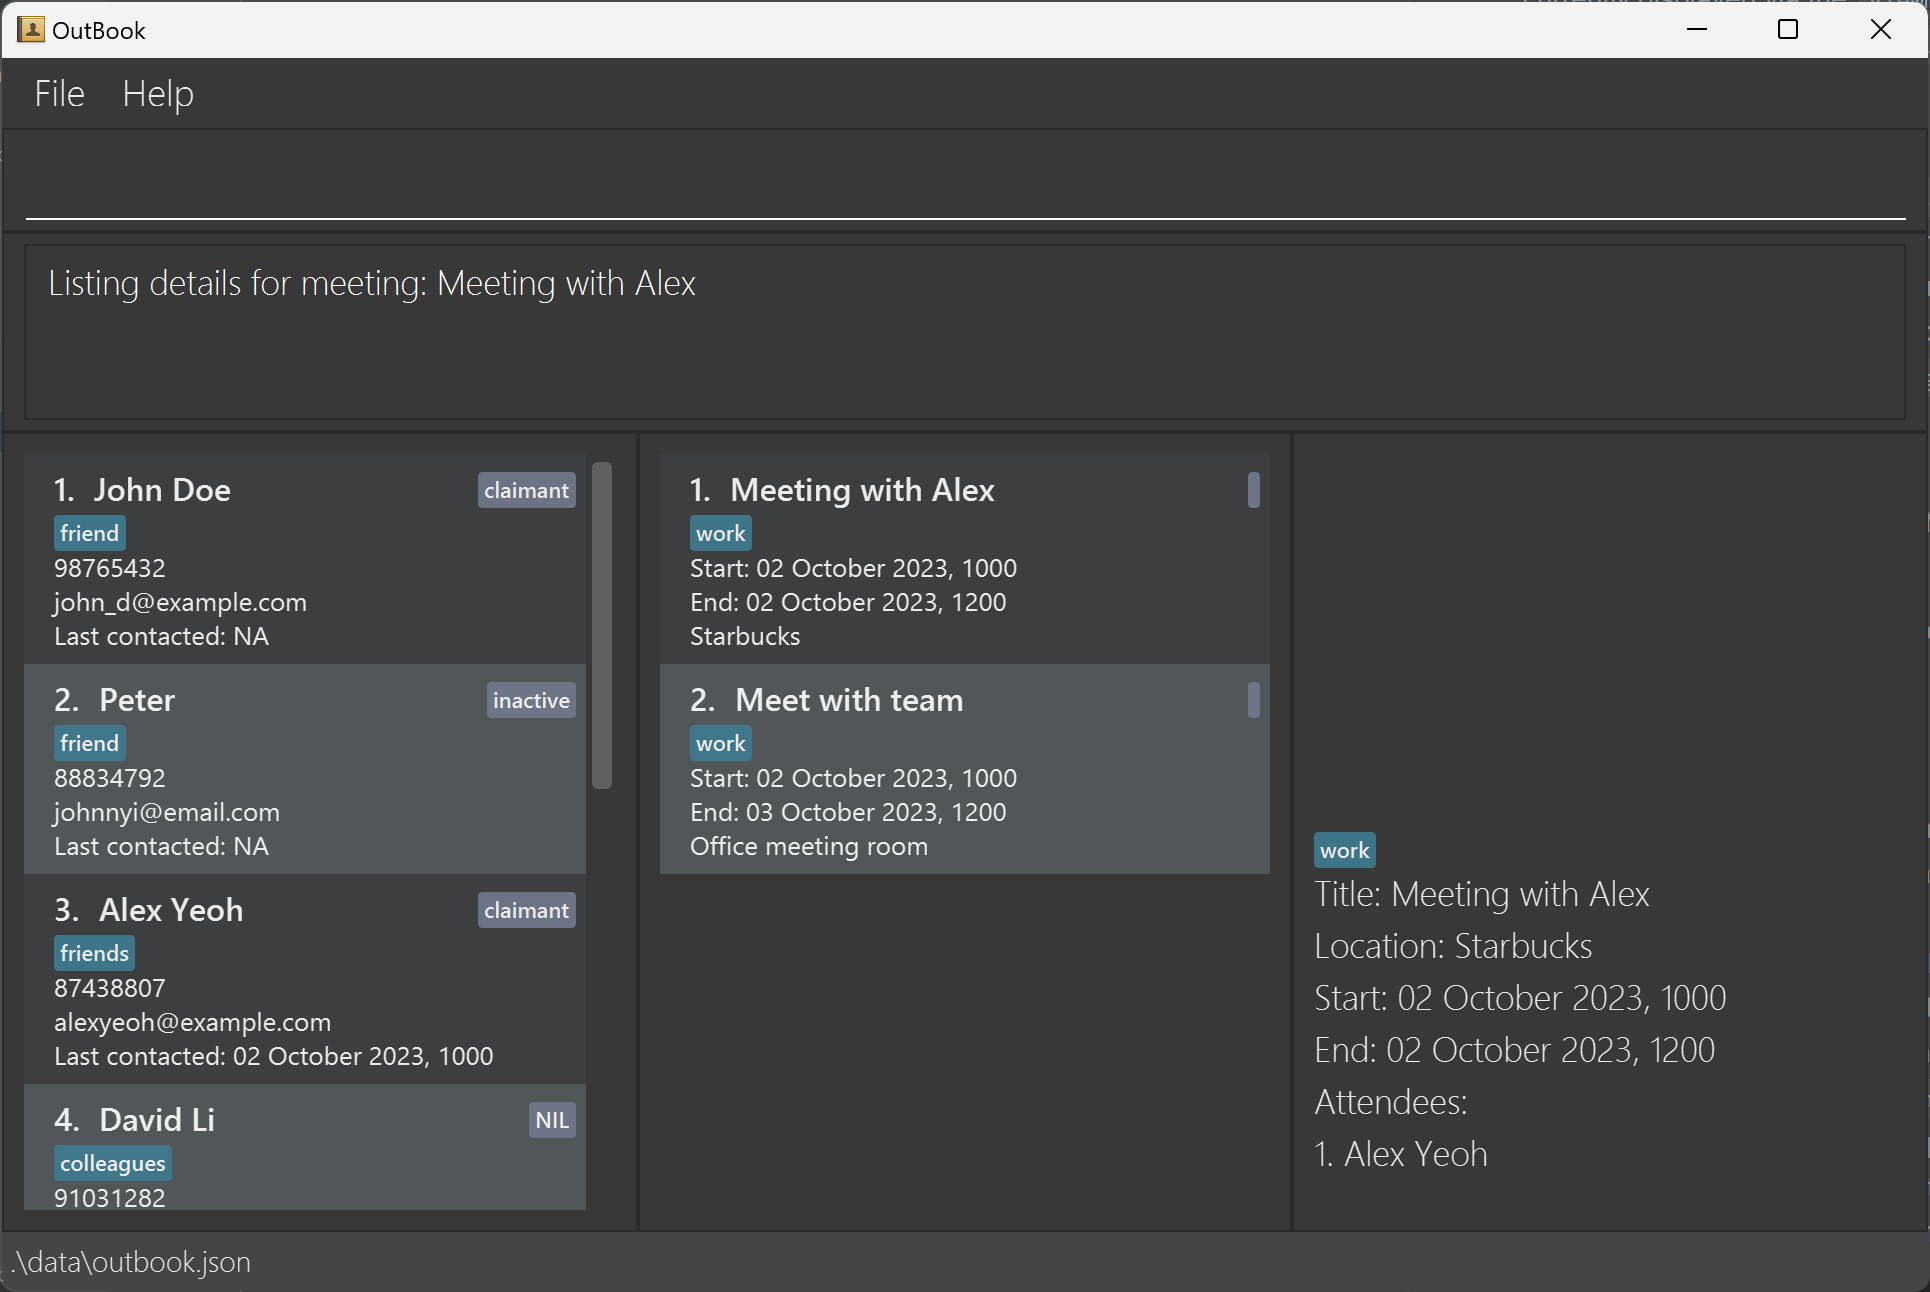 OutBook
File Help
Listing details for meeting: Meeting with Alex
1. John Doe claimant
friend
98765432
john_d@example.com
Last contacted: NA
2. Peter inactive
friend
88834792
johnnyi@email.com
Last contacted: NA
3. Alex Yeoh claimant
friends
87438807
alexyeoh@example.com
Last contacted: 02 October 2023, 1000
4. David Li NIL
colleagues
91031282
1. Meeting with Alex
work
Start: 02 October 2023, 1000
End: 02 October 2023, 1200
Starbucks
2. Meet with team
work
Start: 02 October 2023, 1000
End: 03 October 2023, 1200
Office meeting room
work
Title: Meeting with Alex
Location: Starbucks
Start: 02 October 2023, 1000
End: 02 October 2023, 1200
Attendees:
1. Alex Yeoh
.\data\outbook.json